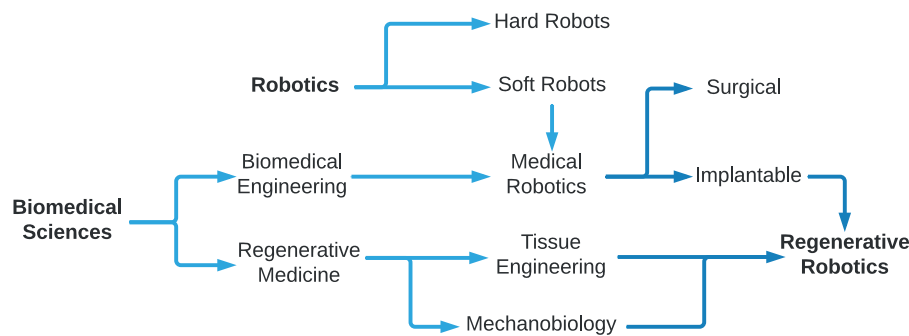 Hard Robots
Robotics
Soft Robots
Surgical
Biomedical
Engineering
Medical
Robotics
Implantable
Biomedical
Sciences
Regenerative
Medicine
Tissue
Engineering
Regenerative
Robotics
Mechanobiology